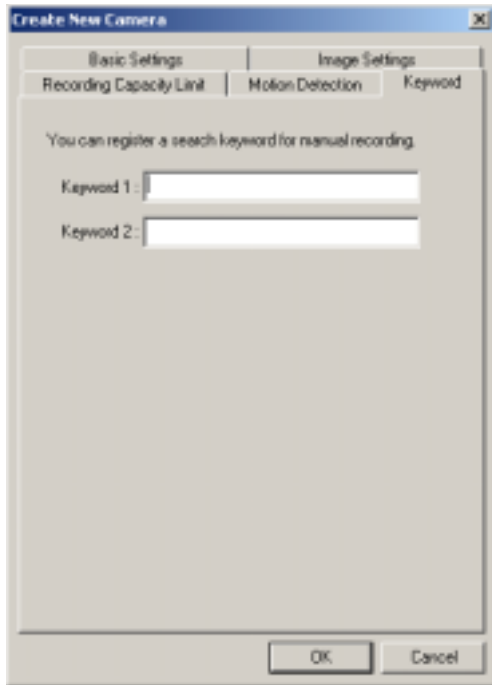 Create New Camera
Basic Settings Image Settings
Recording Capacity Limit Motion Detection Keyword
You can register a search keyword for manual recording.
Keyword 1 :
Keyword 2 :
OK Cancel